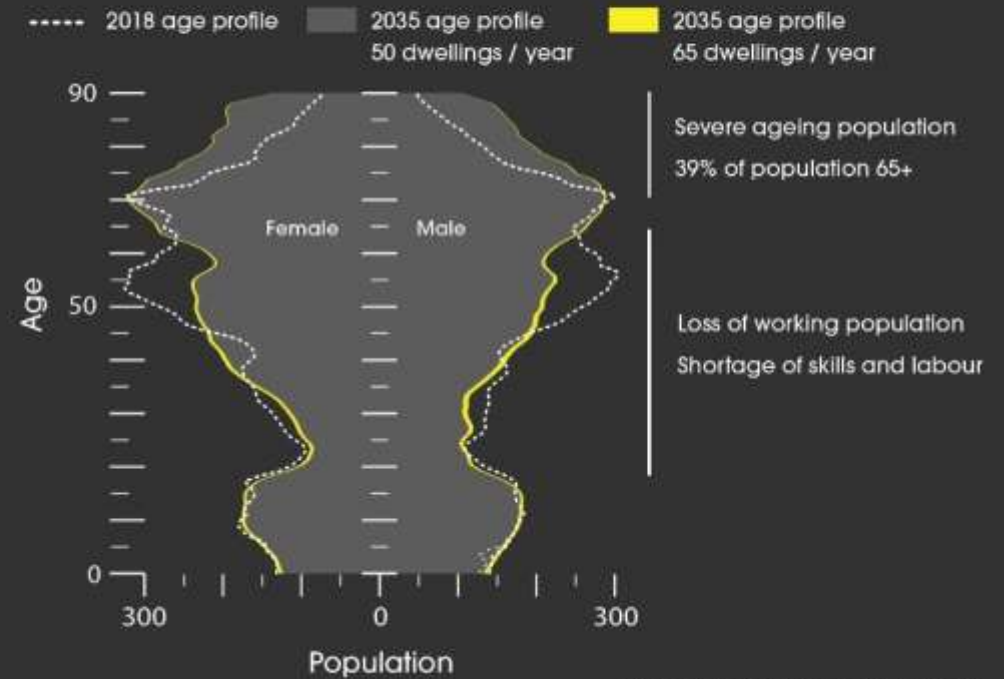 2018 age profile
2035 age profile
50 dwellings / year
2035 age profile
65 dwellings / year
90
Severe ageing population
39% of population 65+
Female
Male
50
Age
Loss of working population
Shortage of skills and labour
0
300
0
300
Population